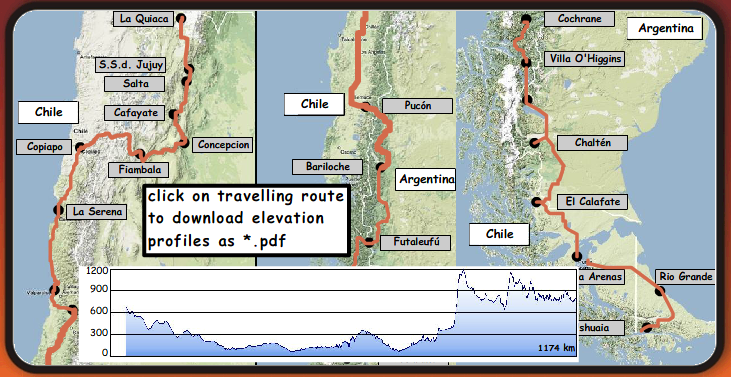 La Quiaca
S.S.d. Jujuy
Salta
Chile
Cafayate
Copiapo
Concepcion
Fiambala
La Serena
Chile
Pucón
Bariloche
Argentina
Futaleufú
Cochrane
Argentina
Villa O'Higgins
Chaltén
El Calafate
Chile
a Arenas
Rio Grande
shuaia
click on travelling route
to download elevation
profiles as *.pdf
1200
900
600
300
0
1174 km